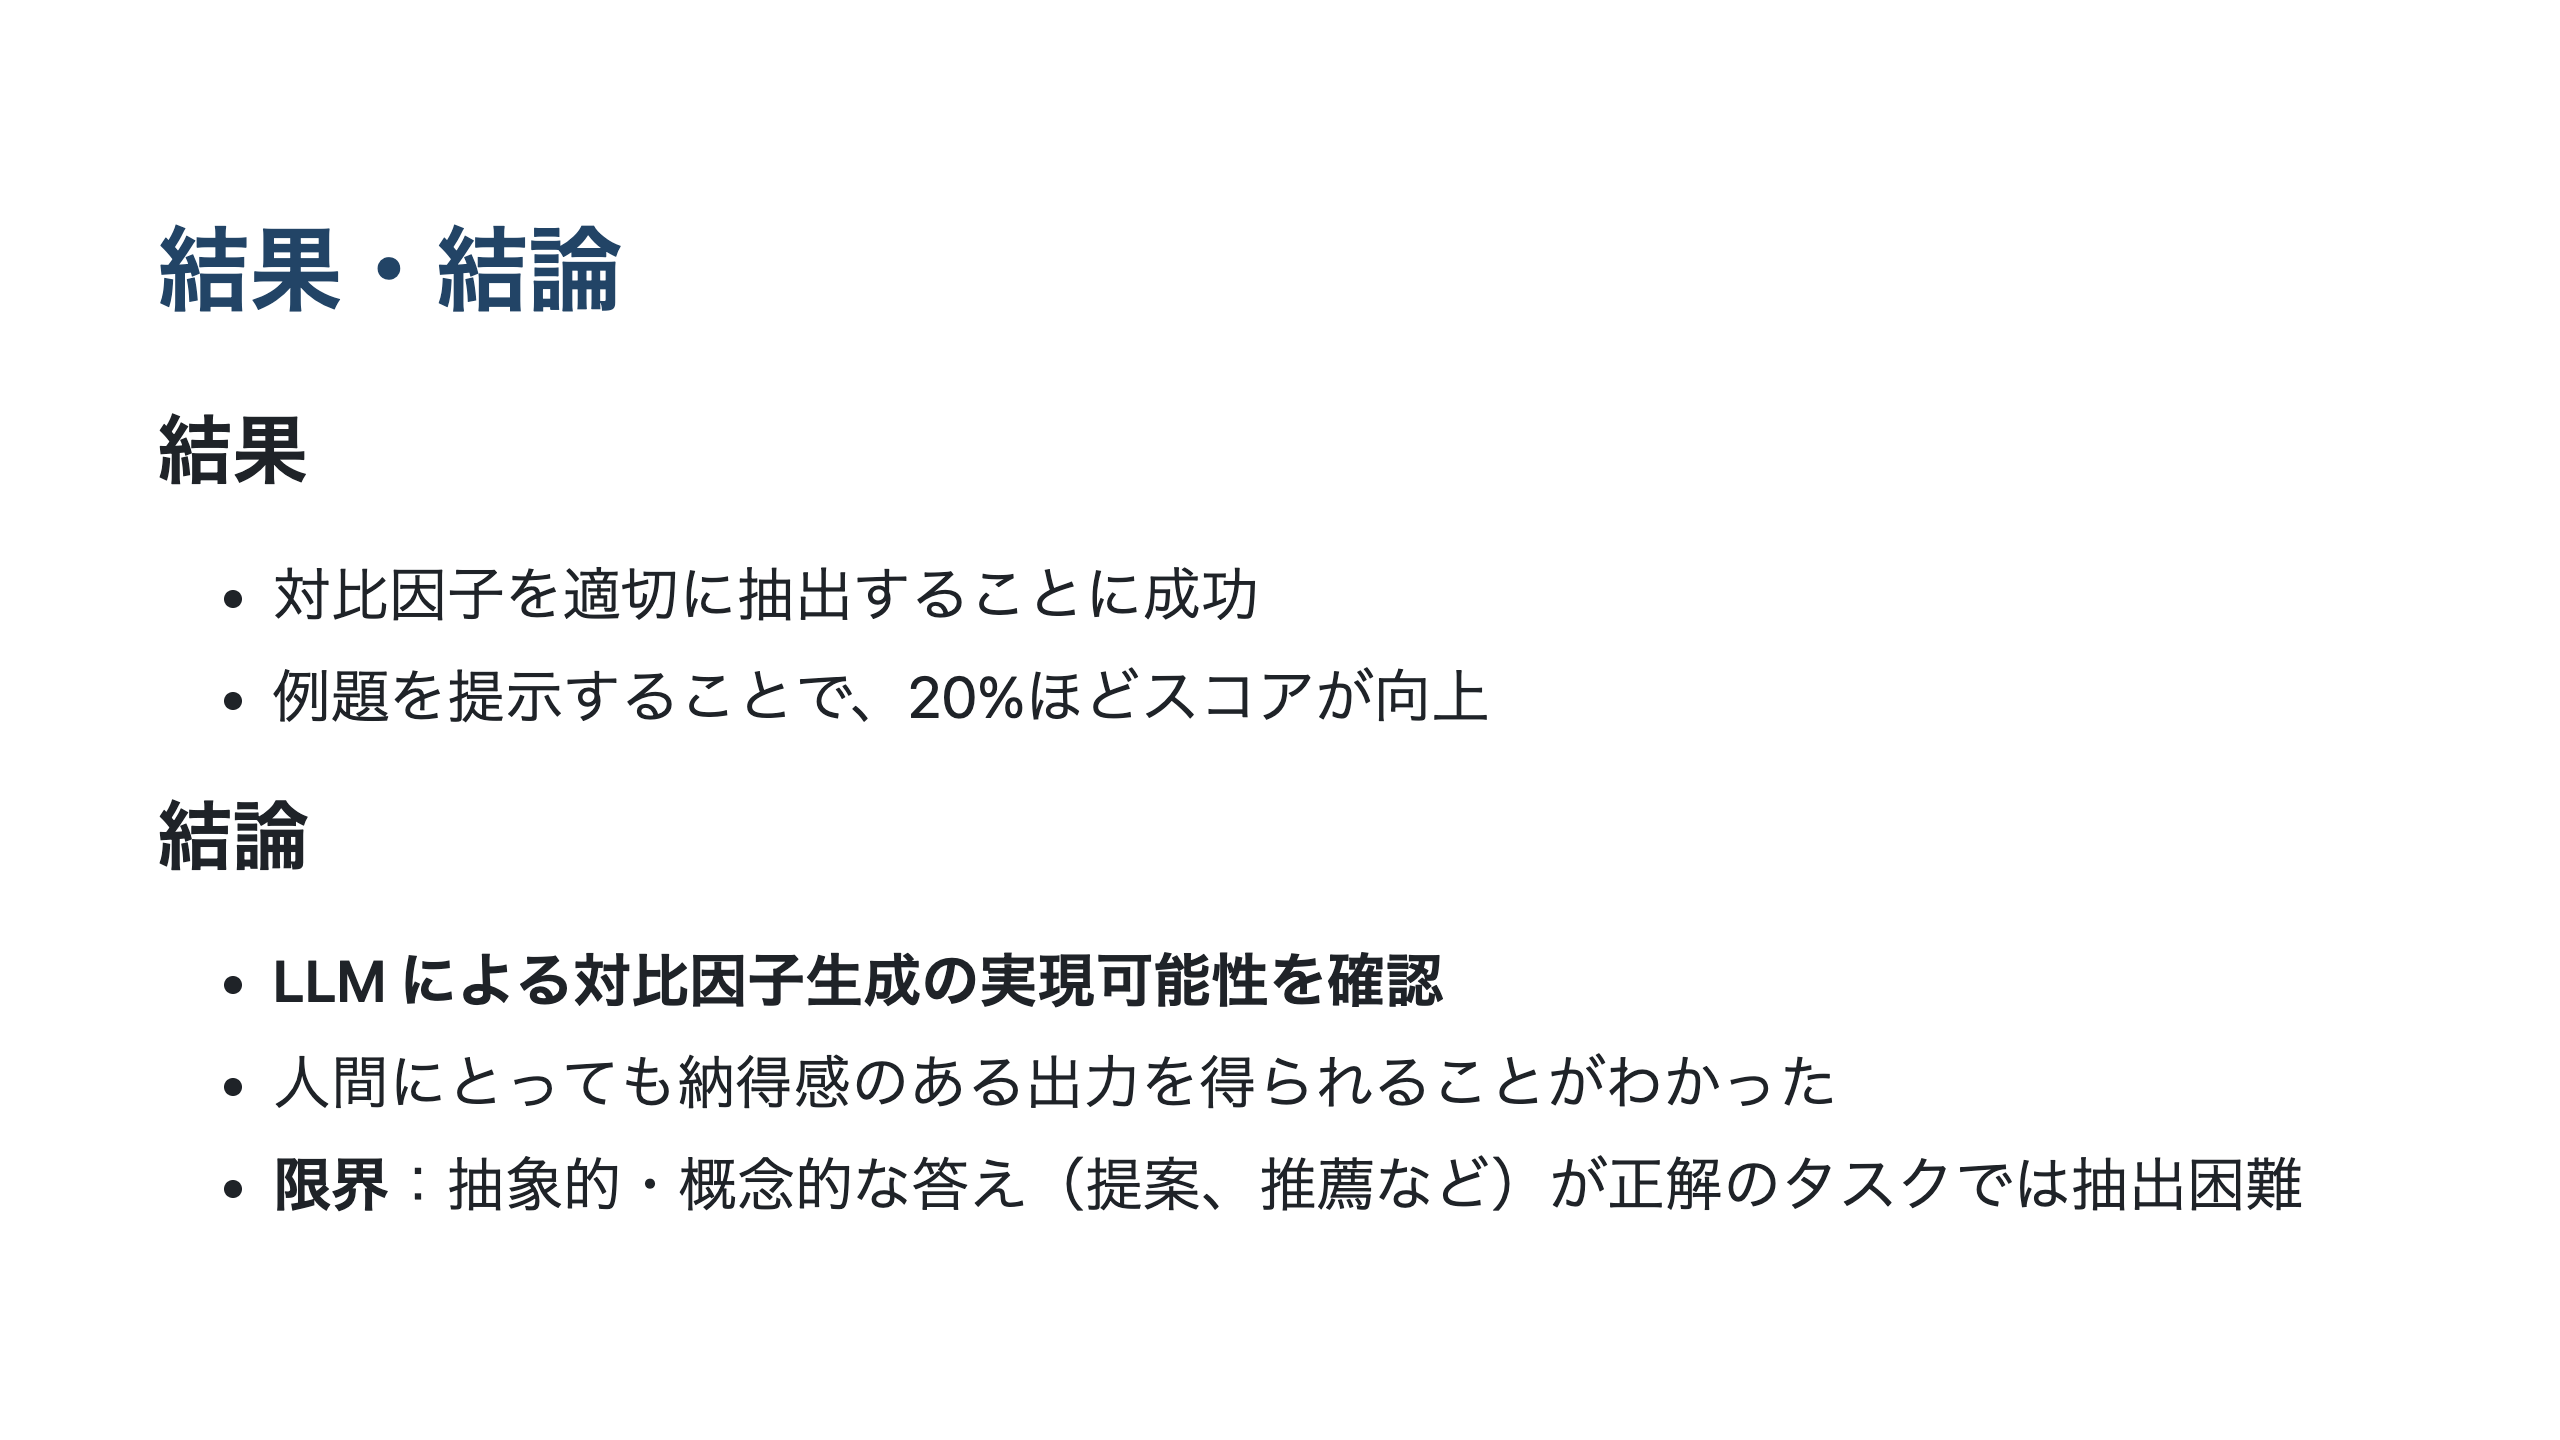 結果・結論
結果
• 対比因子を適切に抽出することに成功
• 例題を提示することで、20%ほどスコアが向上
結論
• LLM による対比因子生成の実現可能性を確認
• 人間にとっても納得感のある出力を得られることがわかった
• 限界：抽象的・概念的な答え（提案、推薦など）が正解のタスクでは抽出困難